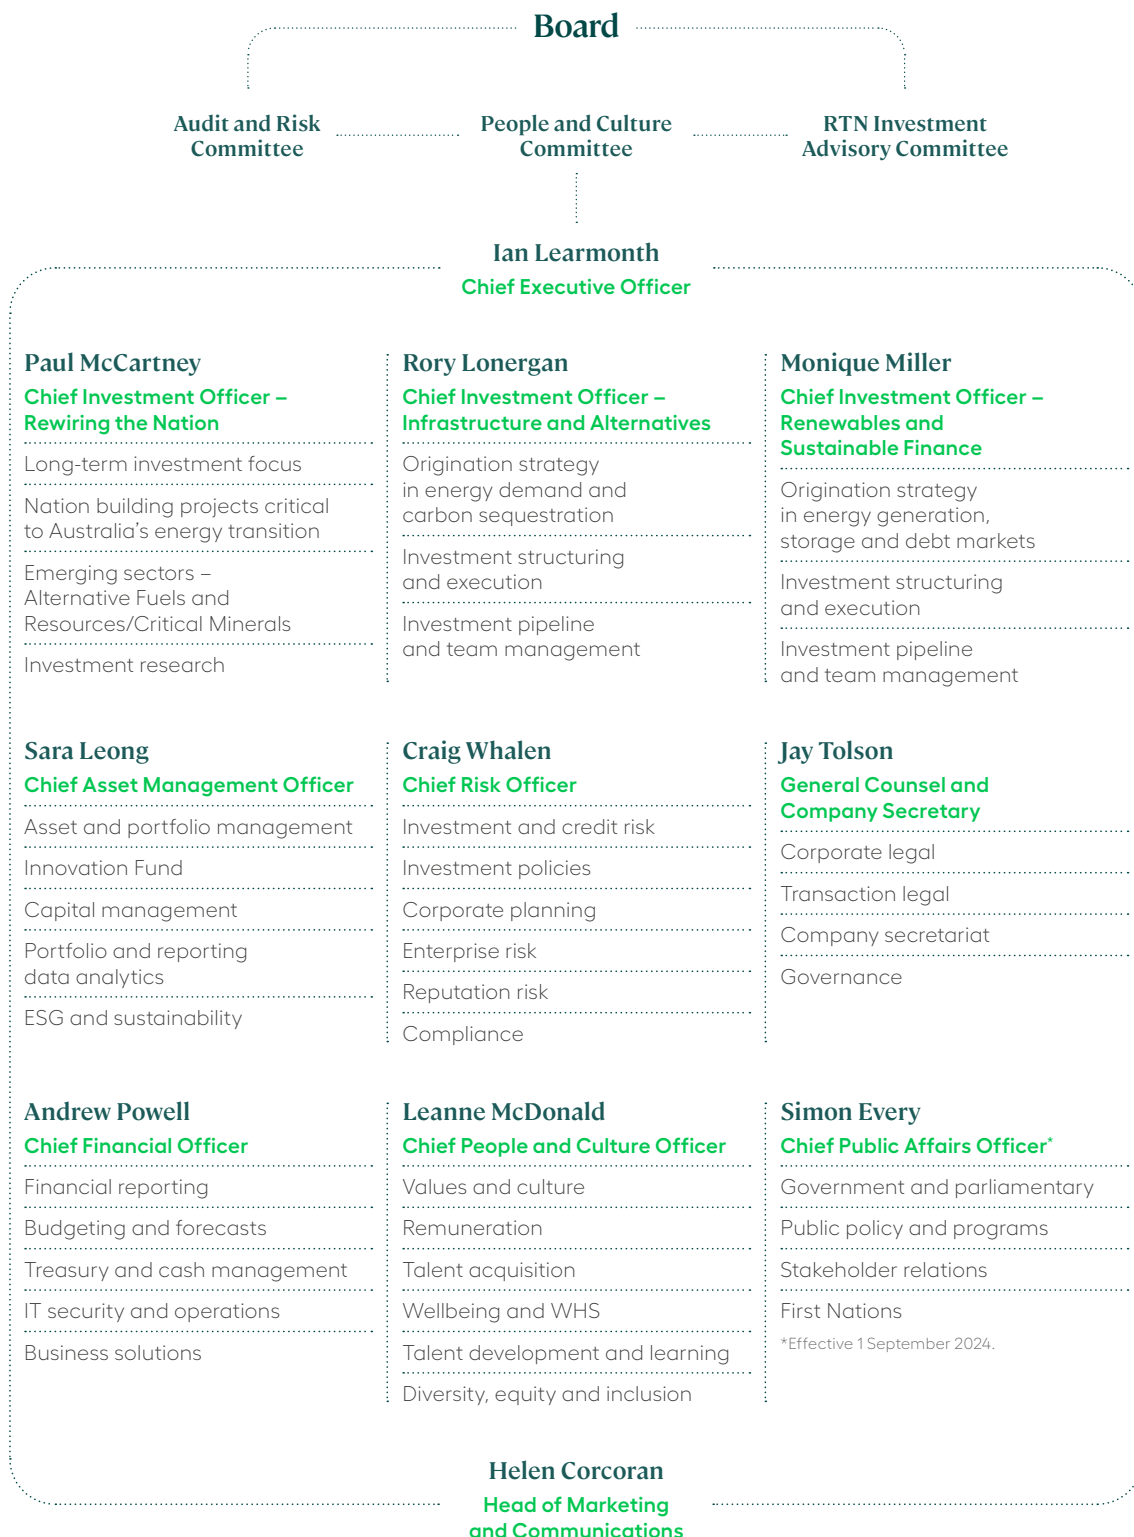 Board
Audit and Risk
Committee
People and Culture
Committee
RTN Investment
Advisory Committee
Ian Learmonth
Chief Executive Officer
Paul McCartney
Chief Investment Officer –
Rewiring the Nation
Long-term investment focus
Nation building projects critical
to Australia's energy transition
Emerging sectors –
Alternative Fuels and
Resources/Critical Minerals
Investment research
Rory Lonergan
Chief Investment Officer –
Infrastructure and Alternatives
Origination strategy
in energy demand and
carbon sequestration
Investment structuring
and execution
Investment pipeline
and team management
Monique Miller
Chief Investment Officer –
Renewables and
Sustainable Finance
Origination strategy
in energy generation,
storage and debt markets
Investment structuring
and execution
Investment pipeline
and team management
Sara Leong
Chief Asset Management Officer
Asset and portfolio management
Innovation Fund
Capital management
Portfolio and reporting
data analytics
ESG and sustainability
Craig Whalen
Chief Risk Officer
Investment and credit risk
Investment policies
Corporate planning
Enterprise risk
Reputation risk
Compliance
Jay Tolson
General Counsel and
Company Secretary
Corporate legal
Transaction legal
Company secretariat
Governance
Andrew Powell
Chief Financial Officer
Financial reporting
Budgeting and forecasts
Treasury and cash management
IT security and operations
Business solutions
Leanne McDonald
Chief People and Culture Officer
Values and culture
Remuneration
Talent acquisition
Wellbeing and WHS
Talent development and learning
Diversity, equity and inclusion
Simon Every
Chief Public Affairs Officer*
Government and parliamentary
Public policy and programs
Stakeholder relations
First Nations
*Effective 1 September 2024.
Helen Corcoran
Head of Marketing
and Communications